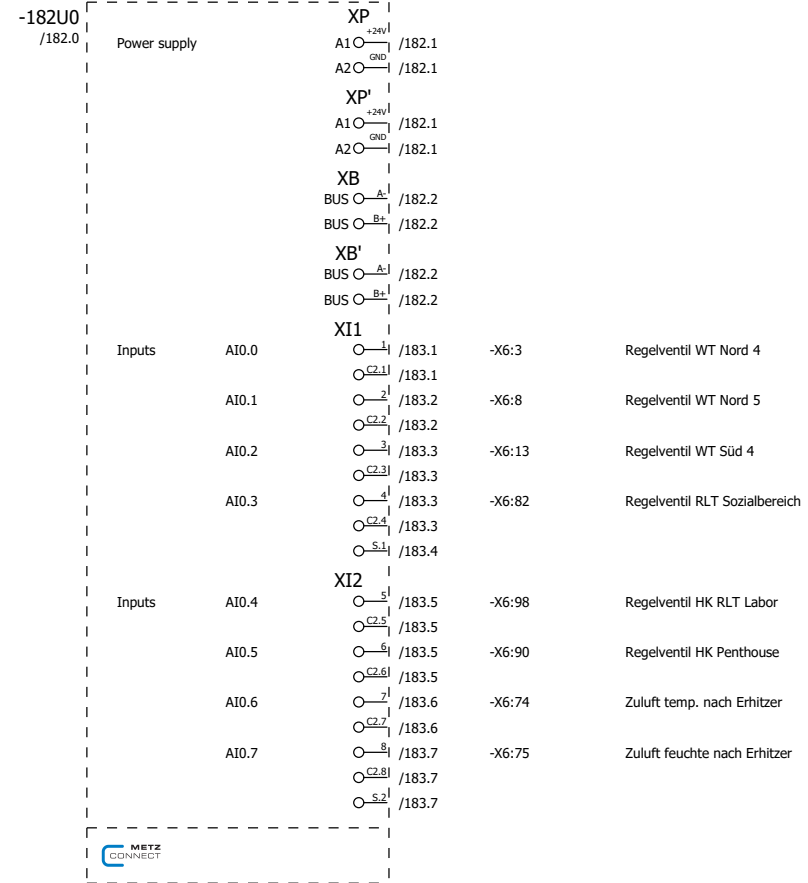 -182U0
/182.0
XP
Power supply A1 +24V /182.1
A2 GND /182.1
XP'
A1 +24V /182.1
A2 GND /182.1
XB
BUS A- /182.2
BUS B+ /182.2
XB'
BUS A- /182.2
BUS B+ /182.2
XI1
Inputs AI0.0 1 /183.1 -X6:3 Regelventil WT Nord 4
C2.1 /183.1
AI0.1 2 /183.2 -X6:8 Regelventil WT Nord 5
C2.2 /183.2
AI0.2 3 /183.3 -X6:13 Regelventil WT Süd 4
C2.3 /183.3
AI0.3 4 /183.3 -X6:82 Regelventil RLT Sozialbereich
C2.4 /183.3
S.1 /183.4
XI2
Inputs AI0.4 5 /183.5 -X6:98 Regelventil HK RLT Labor
C2.5 /183.5
AI0.5 6 /183.5 -X6:90 Regelventil HK Penthouse
C2.6 /183.5
AI0.6 7 /183.6 -X6:74 Zuluft temp. nach Erhitzer
C2.7 /183.6
AI0.7 8 /183.7 -X6:75 Zuluft feuchte nach Erhitzer
C2.8 /183.7
S.2 /183.7
METZ
CONNECT